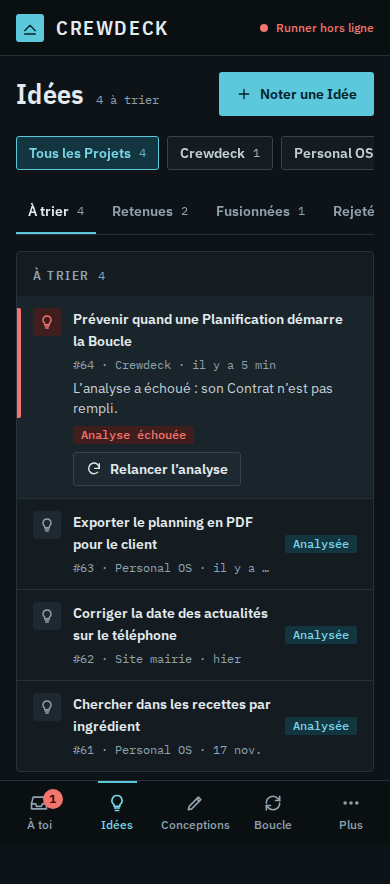 CREWDECK
Runner hors ligne
Idées 4 à trier
Noter une Idée
Tous les Projets 4
Crewdeck 1
Personal OS
À trier 4
Retenues 2
Fusionnées 1
Rejeté
À TRIER 4
Prévenir quand une Planification démarre
la Boucle
#64 · Crewdeck · il y a 5 min
L’analyse a échoué : son Contrat n’est pas
rempli.
Analyse échouée
Relancer l’analyse
Exporter le planning en PDF
pour le client
#63 · Personal OS · il y a …
Analysée
Corriger la date des actualités
sur le téléphone
#62 · Site mairie · hier
Analysée
Chercher dans les recettes par
ingrédient
#61 · Personal OS · 17 nov.
Analysée
1
À toi
Idées
Conceptions
Boucle
Plus